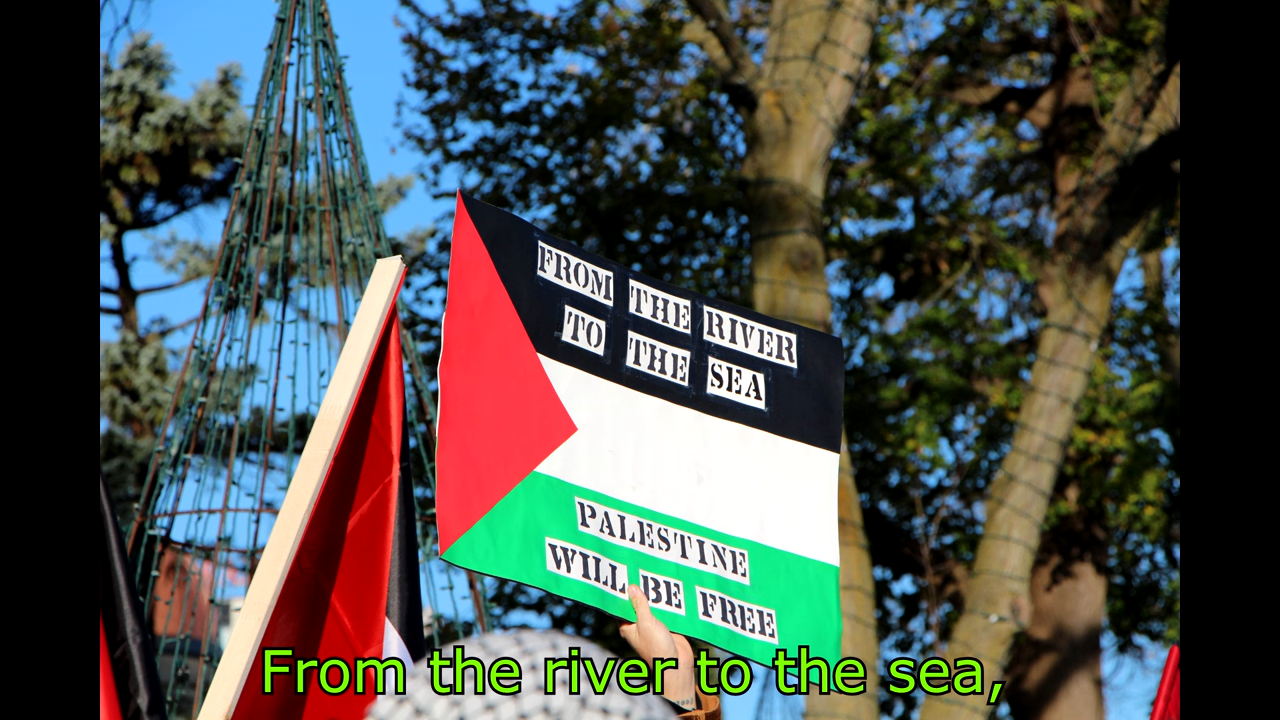 FROM THE RIVER
TO THE SEA
PALESTINE
WILL BE FREE
From the river to the sea,